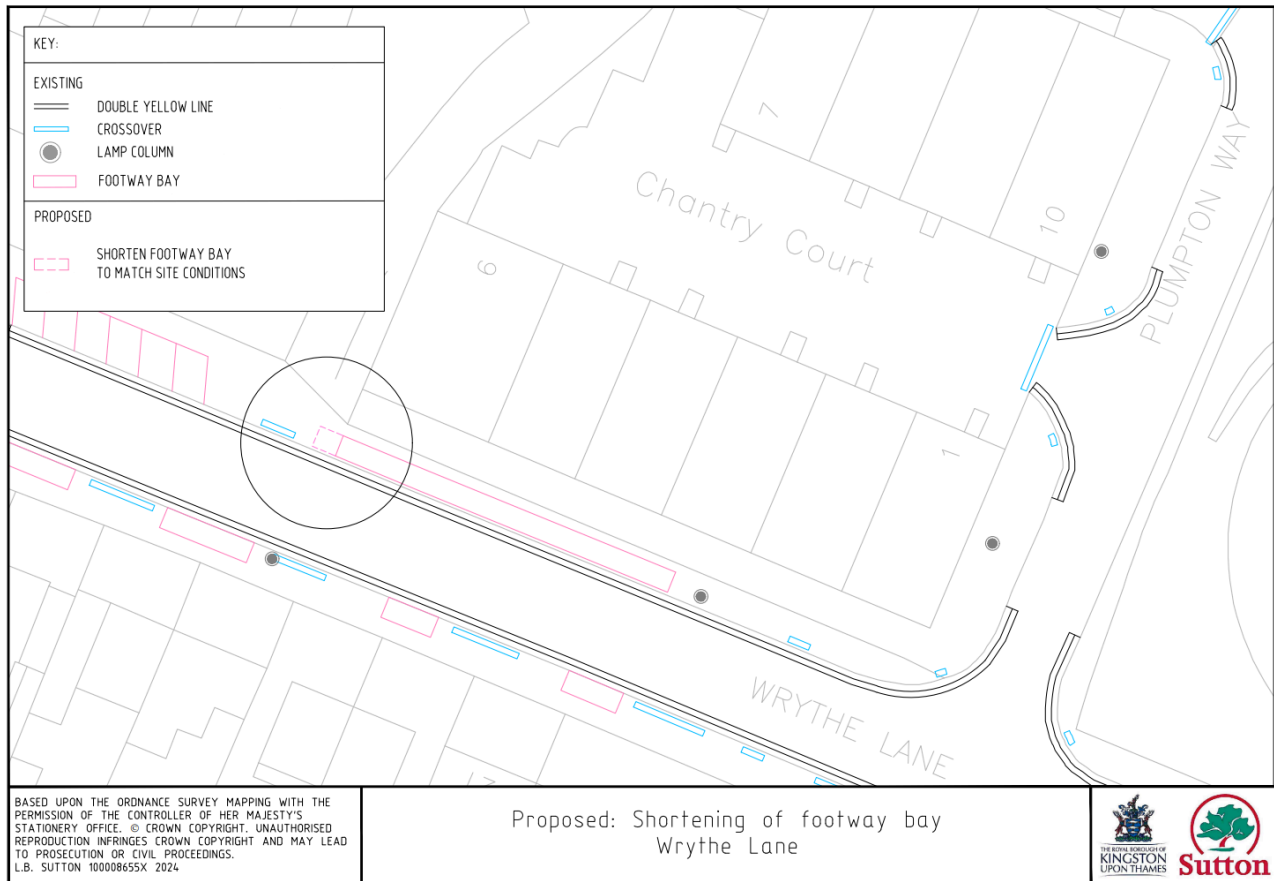 KEY:
EXISTING
DOUBLE YELLOW LINE
CROSSOVER
LAMP COLUMN
FOOTWAY BAY
PROPOSED
SHORTEN FOOTWAY BAY
TO MATCH SITE CONDITIONS
7
Chantry Court
10
6
1
PLUMPTON WAY
WRYTHE LANE
BASED UPON THE ORDNANCE SURVEY MAPPING WITH THE
PERMISSION OF THE CONTROLLER OF HER MAJESTY'S
STATIONERY OFFICE. © CROWN COPYRIGHT. UNAUTHORISED
REPRODUCTION INFRINGES CROWN COPYRIGHT AND MAY LEAD
TO PROSECUTION OR CIVIL PROCEEDINGS.
L.B. SUTTON 100008655X 2024
Proposed: Shortening of footway bay
Wrythe Lane
THE ROYAL BOROUGH OF
KINGSTON
UPON THAMES
Sutton